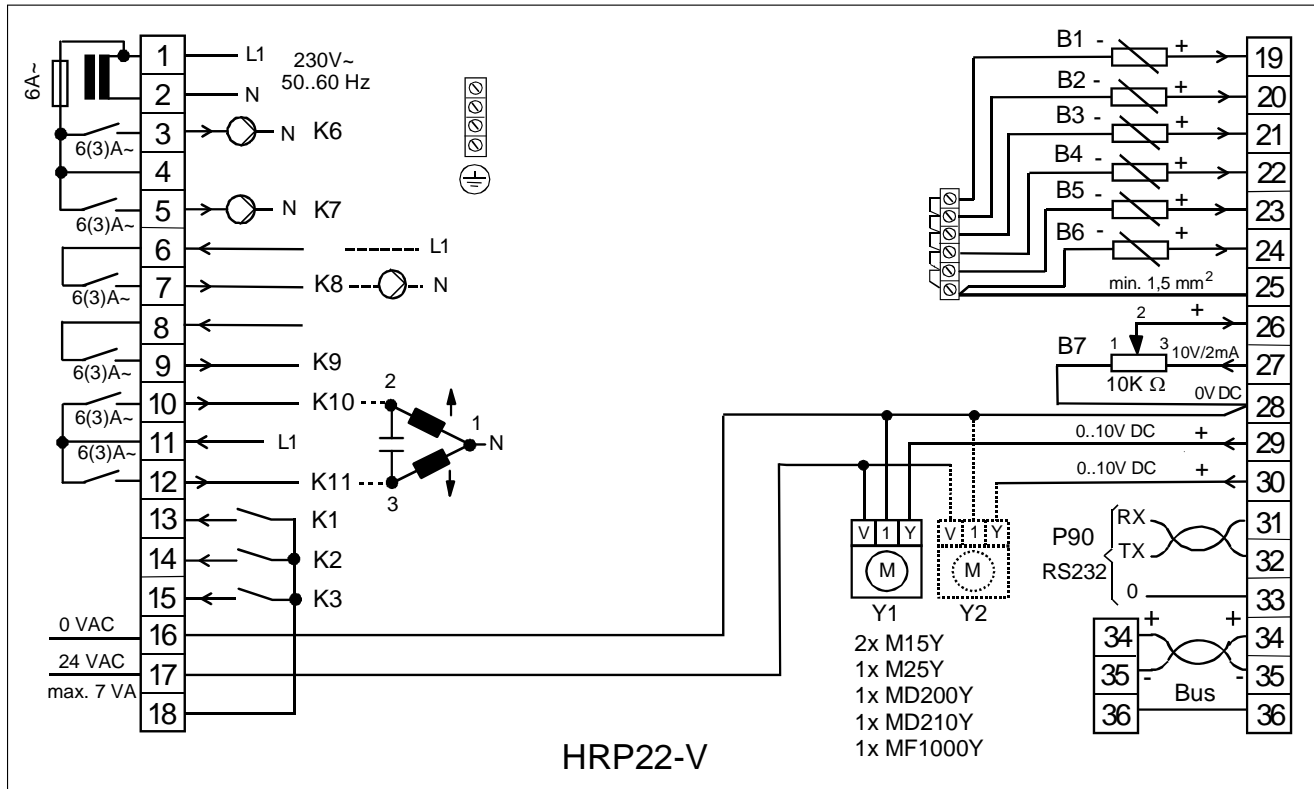 6A~
1
L1
230V~
50..60 Hz
2
N
6(3)A~
3
N
K6
4
6(3)A~
5
N
K7
6
L1
6(3)A~
7
K8
N
8
6(3)A~
9
K9
6(3)A~
10
K10
2
1
N
6(3)A~
11
L1
12
K11
3
13
K1
14
K2
15
K3
0 VAC
16
24 VAC
17
max. 7 VA
18
B1 - +
19
B2 - +
20
B3 - +
21
B4 - +
22
B5 - +
23
B6 - +
24
min. 1,5 mm²
25
2 +
26
B7
1 3
10V/2mA
27
10K Ω
0V DC
28
0..10V DC +
29
0..10V DC +
30
V 1 Y
M
Y1
V 1 Y
M
Y2
2x M15Y
1x M25Y
1x MD200Y
1x MD210Y
1x MF1000Y
P90
RS232
RX
31
TX
32
0
33
34 + + 34
35 - - 35
Bus
36 36
HRP22-V